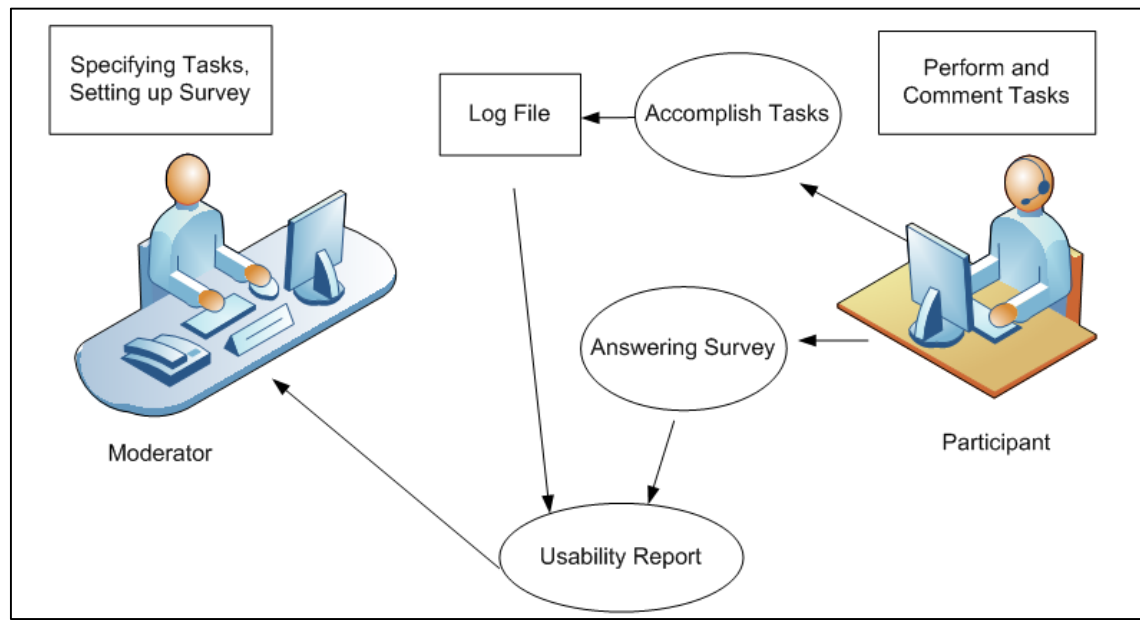 Specifying Tasks,
Setting up Survey
Log File
Accomplish Tasks
Perform and
Comment Tasks
Answering Survey
Moderator
Participant
Usability Report